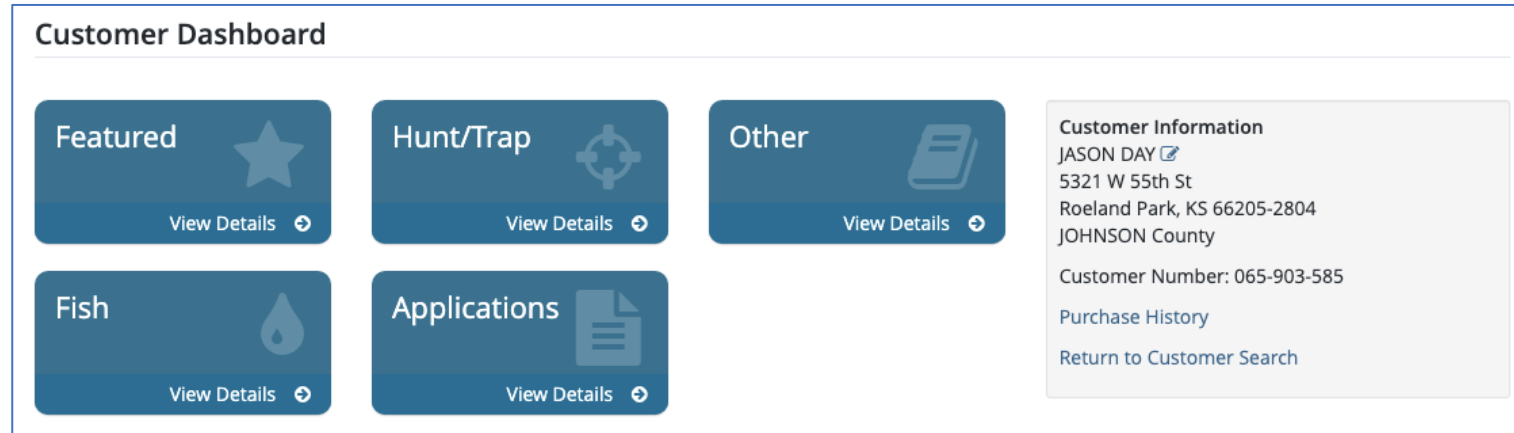 Customer Dashboard
Featured
View Details
Hunt/Trap
View Details
Other
View Details
Fish
View Details
Applications
View Details
Customer Information
JASON DAY
5321 W 55th St
Roeland Park, KS 66205-2804
JOHNSON County
Customer Number: 065-903-585
Purchase History
Return to Customer Search